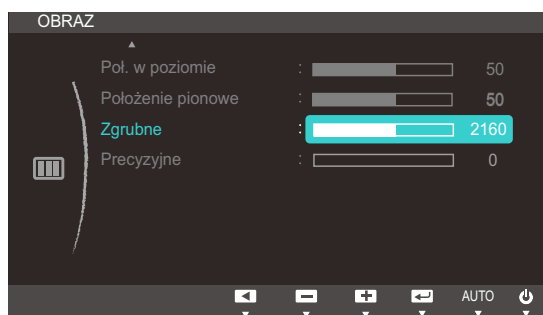 OBRAZ
Poł. w poziomie : 50
Położenie pionowe : 50
Zgrubne : 2160
Precyzyjne : 0
AUTO